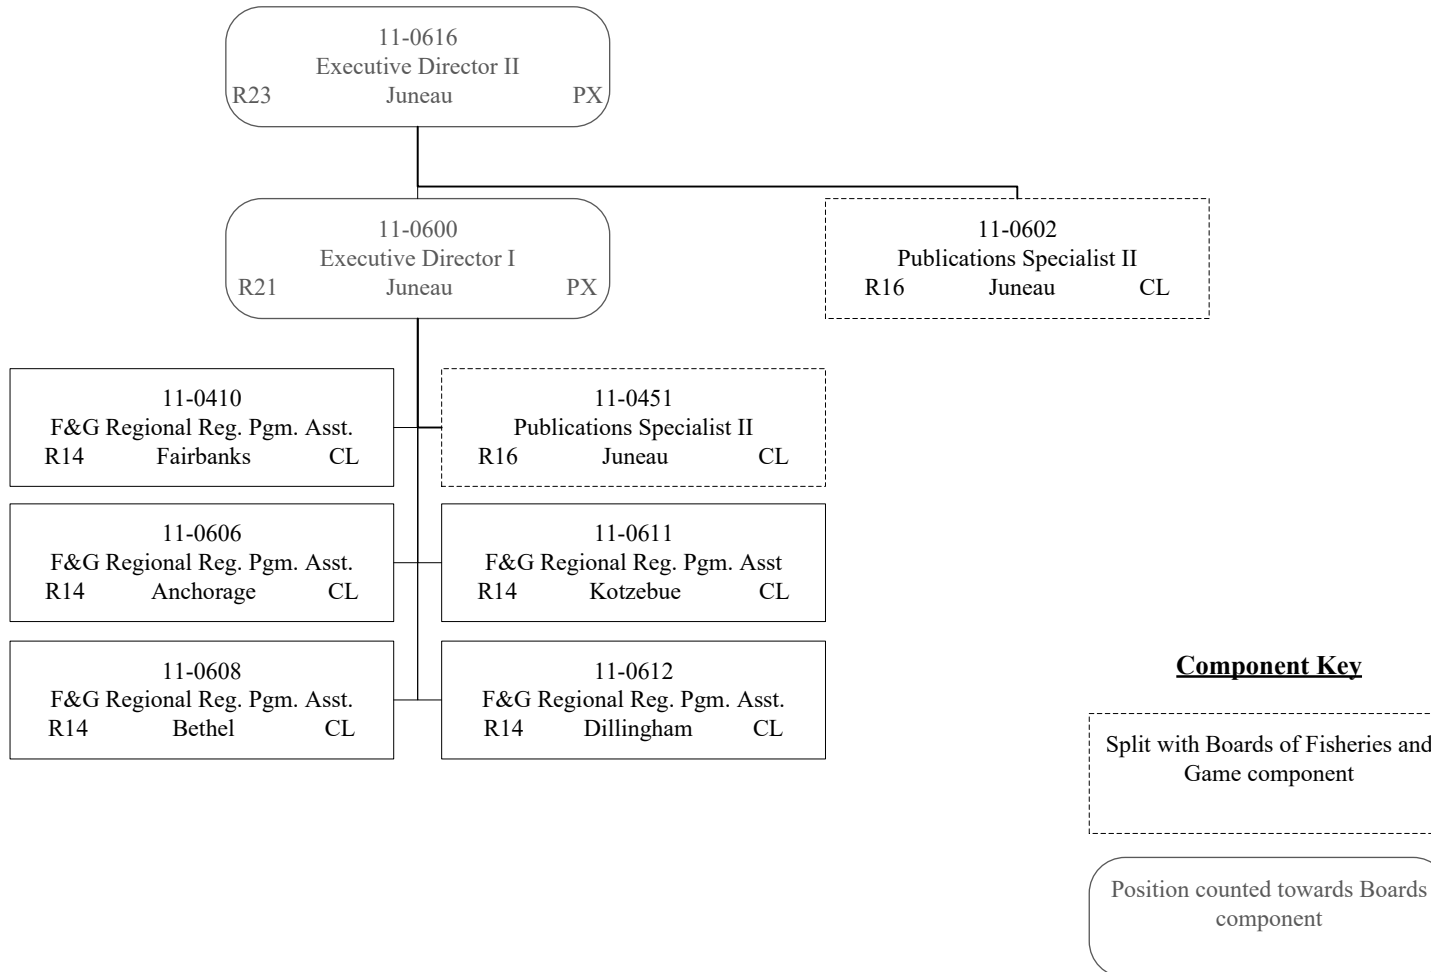 11-0616
Executive Director II
R23 Juneau PX
11-0600
Executive Director I
R21 Juneau PX
11-0602
Publications Specialist II
R16 Juneau CL
11-0410
F&G Regional Reg. Pgm. Asst.
R14 Fairbanks CL
11-0451
Publications Specialist II
R16 Juneau CL
11-0606
F&G Regional Reg. Pgm. Asst.
R14 Anchorage CL
11-0611
F&G Regional Reg. Pgm. Asst
R14 Kotzebue CL
11-0608
F&G Regional Reg. Pgm. Asst.
R14 Bethel CL
11-0612
F&G Regional Reg. Pgm. Asst.
R14 Dillingham CL
Component Key
Split with Boards of Fisheries and
Game component
Position counted towards Boards
component